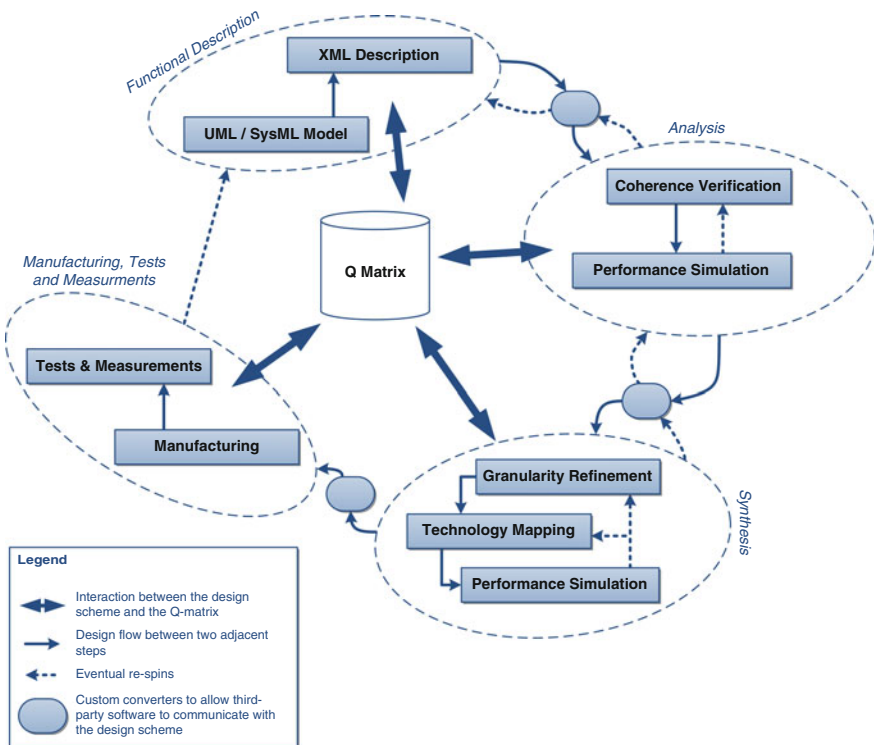 Functional Description
XML Description
UML / SysML Model
Analysis
Coherence Verification
Performance Simulation
Q Matrix
Manufacturing, Tests
and Measurments
Tests & Measurements
Manufacturing
Synthesis
Granularity Refinement
Technology Mapping
Performance Simulation
Legend
Interaction between the design
scheme and the Q-matrix
Design flow between two adjacent
steps
Eventual re-spins
Custom converters to allow third-
party software to communicate with
the design scheme